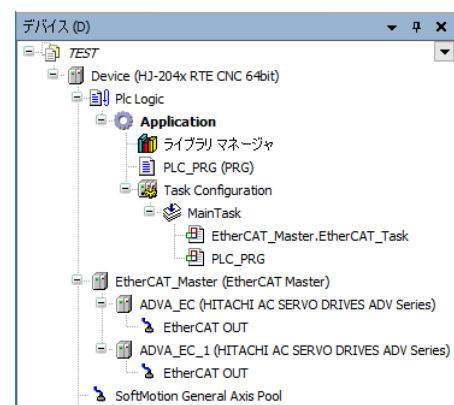 デバイス (D)
TEST
Device (HJ-204x RTE CNC 64bit)
Plc Logic
Application
ライブラリ マネージャ
PLC_PRG (PRG)
Task Configuration
MainTask
EtherCAT_Master.EtherCAT_Task
PLC_PRG
EtherCAT_Master (EtherCAT Master)
ADVA_EC (HITACHI AC SERVO DRIVES ADV Series)
EtherCAT OUT
ADVA_EC_1 (HITACHI AC SERVO DRIVES ADV Series)
EtherCAT OUT
SoftMotion General Axis Pool